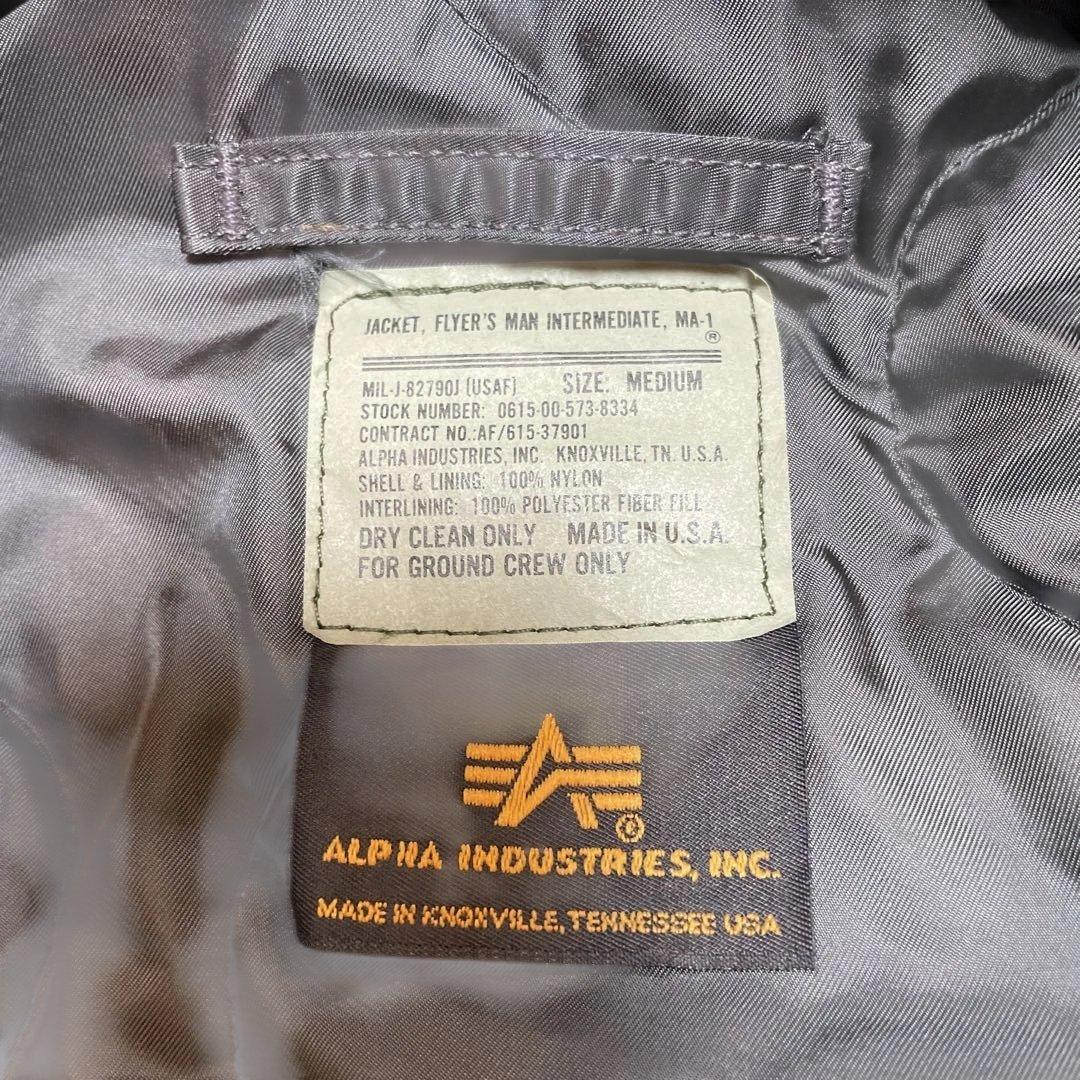 JACKET, FLYER'S MAN INTERMEDIATE, MA-1
®
MIL-J-82790J (USAF) SIZE: MEDIUM
STOCK NUMBER: 0615-00-573-8334
CONTRACT NO.:AF/615-37901
ALPHA INDUSTRIES, INC. KNOXVILLE, TN. U.S.A.
SHELL & LINING: 100% NYLON
INTERLINING: 100% POLYESTER FIBER FILL
DRY CLEAN ONLY MADE IN U.S.A.
FOR GROUND CREW ONLY
®
ALPHA INDUSTRIES, INC.
MADE IN KNOXVILLE, TENNESSEE USA